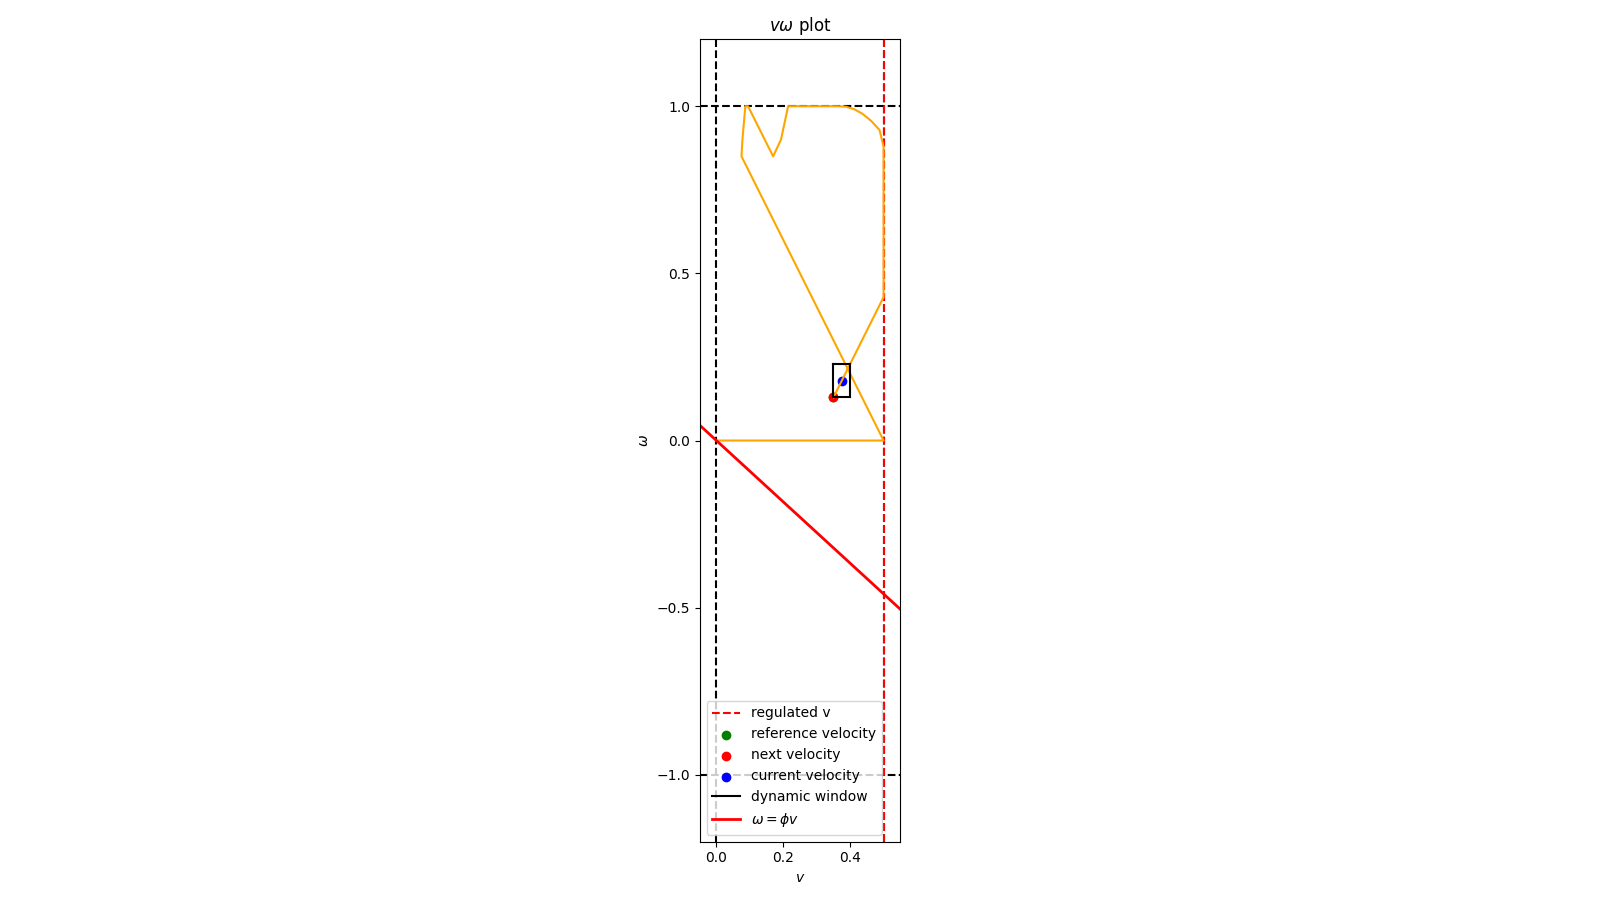 vω plot
1.0
0.5
0.0
−0.5
−1.0
ω
0.0 0.2 0.4
v
regulated v
reference velocity
next velocity
current velocity
dynamic window
ω = ϕv